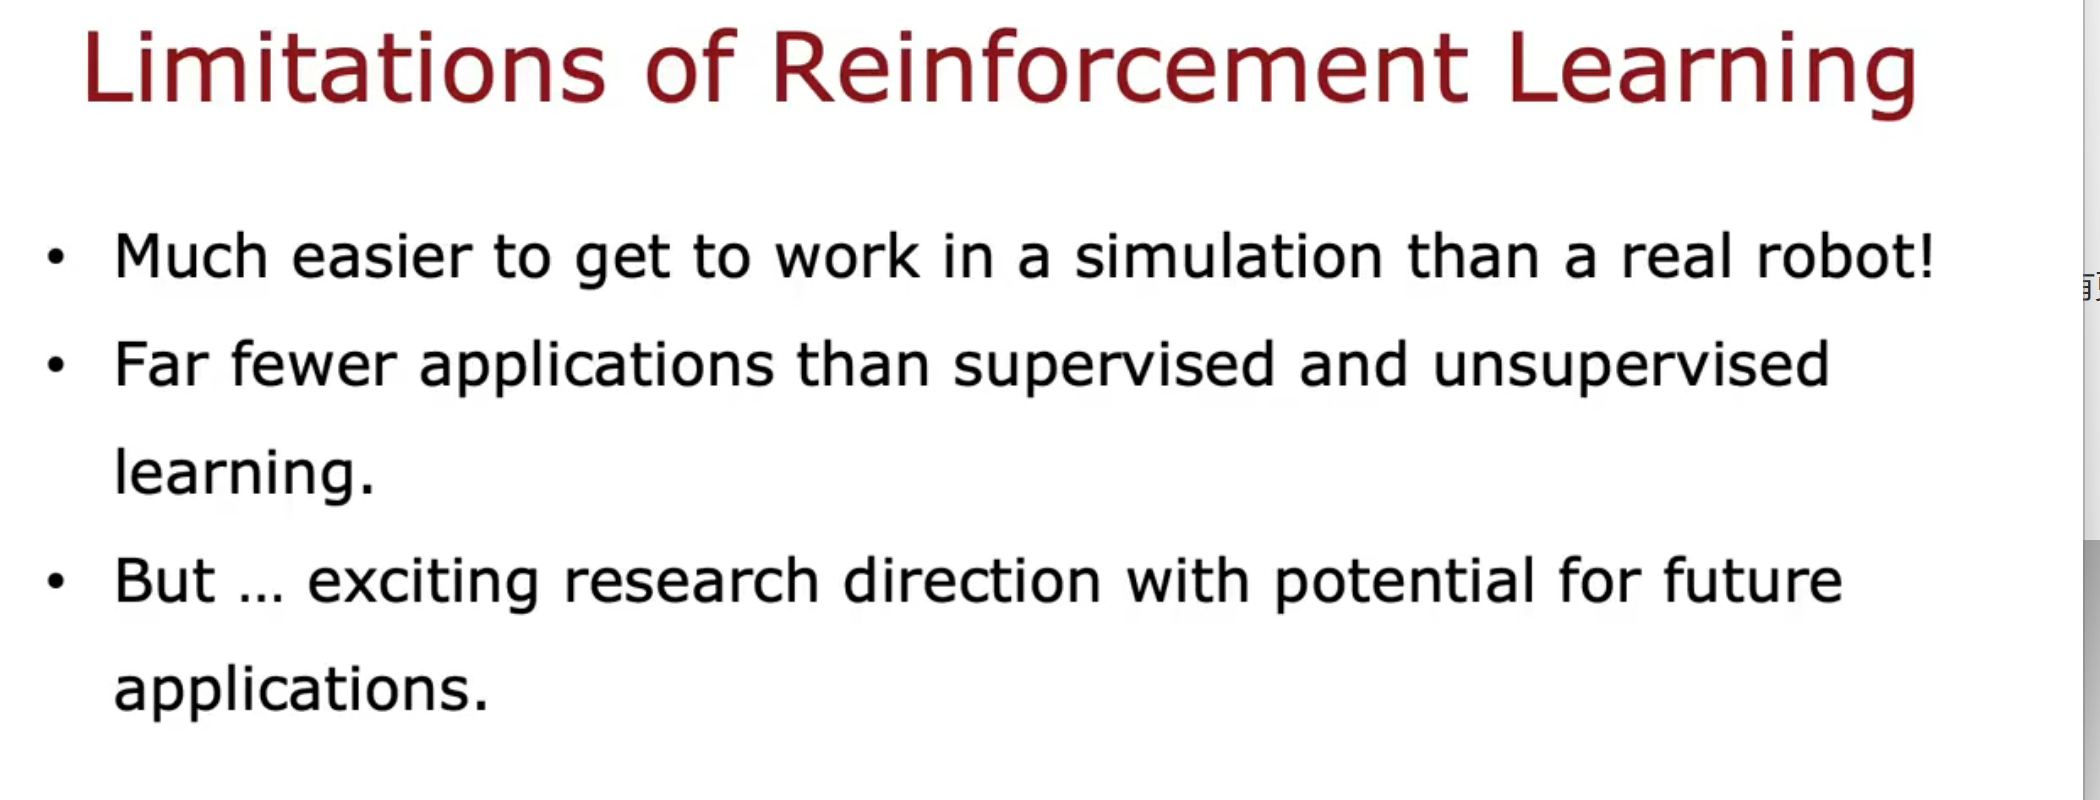 Limitations of Reinforcement Learning
• Much easier to get to work in a simulation than a real robot!
• Far fewer applications than supervised and unsupervised
learning.
• But ... exciting research direction with potential for future
applications.